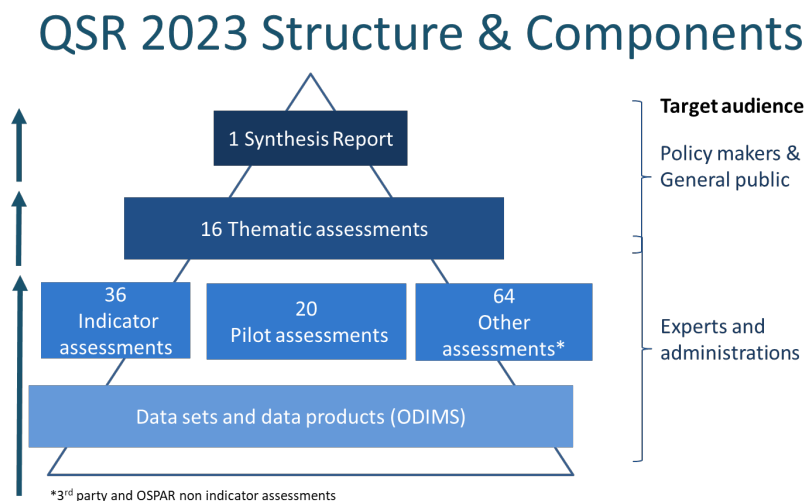 QSR 2023 Structure & Components
Target audience
1 Synthesis Report
Policy makers &
General public
16 Thematic assessments
36
Indicator
assessments
20
Pilot assessments
64
Other
assessments*
Experts and
administrations
Data sets and data products (ODIMS)
*3rd party and OSPAR non indicator assessments